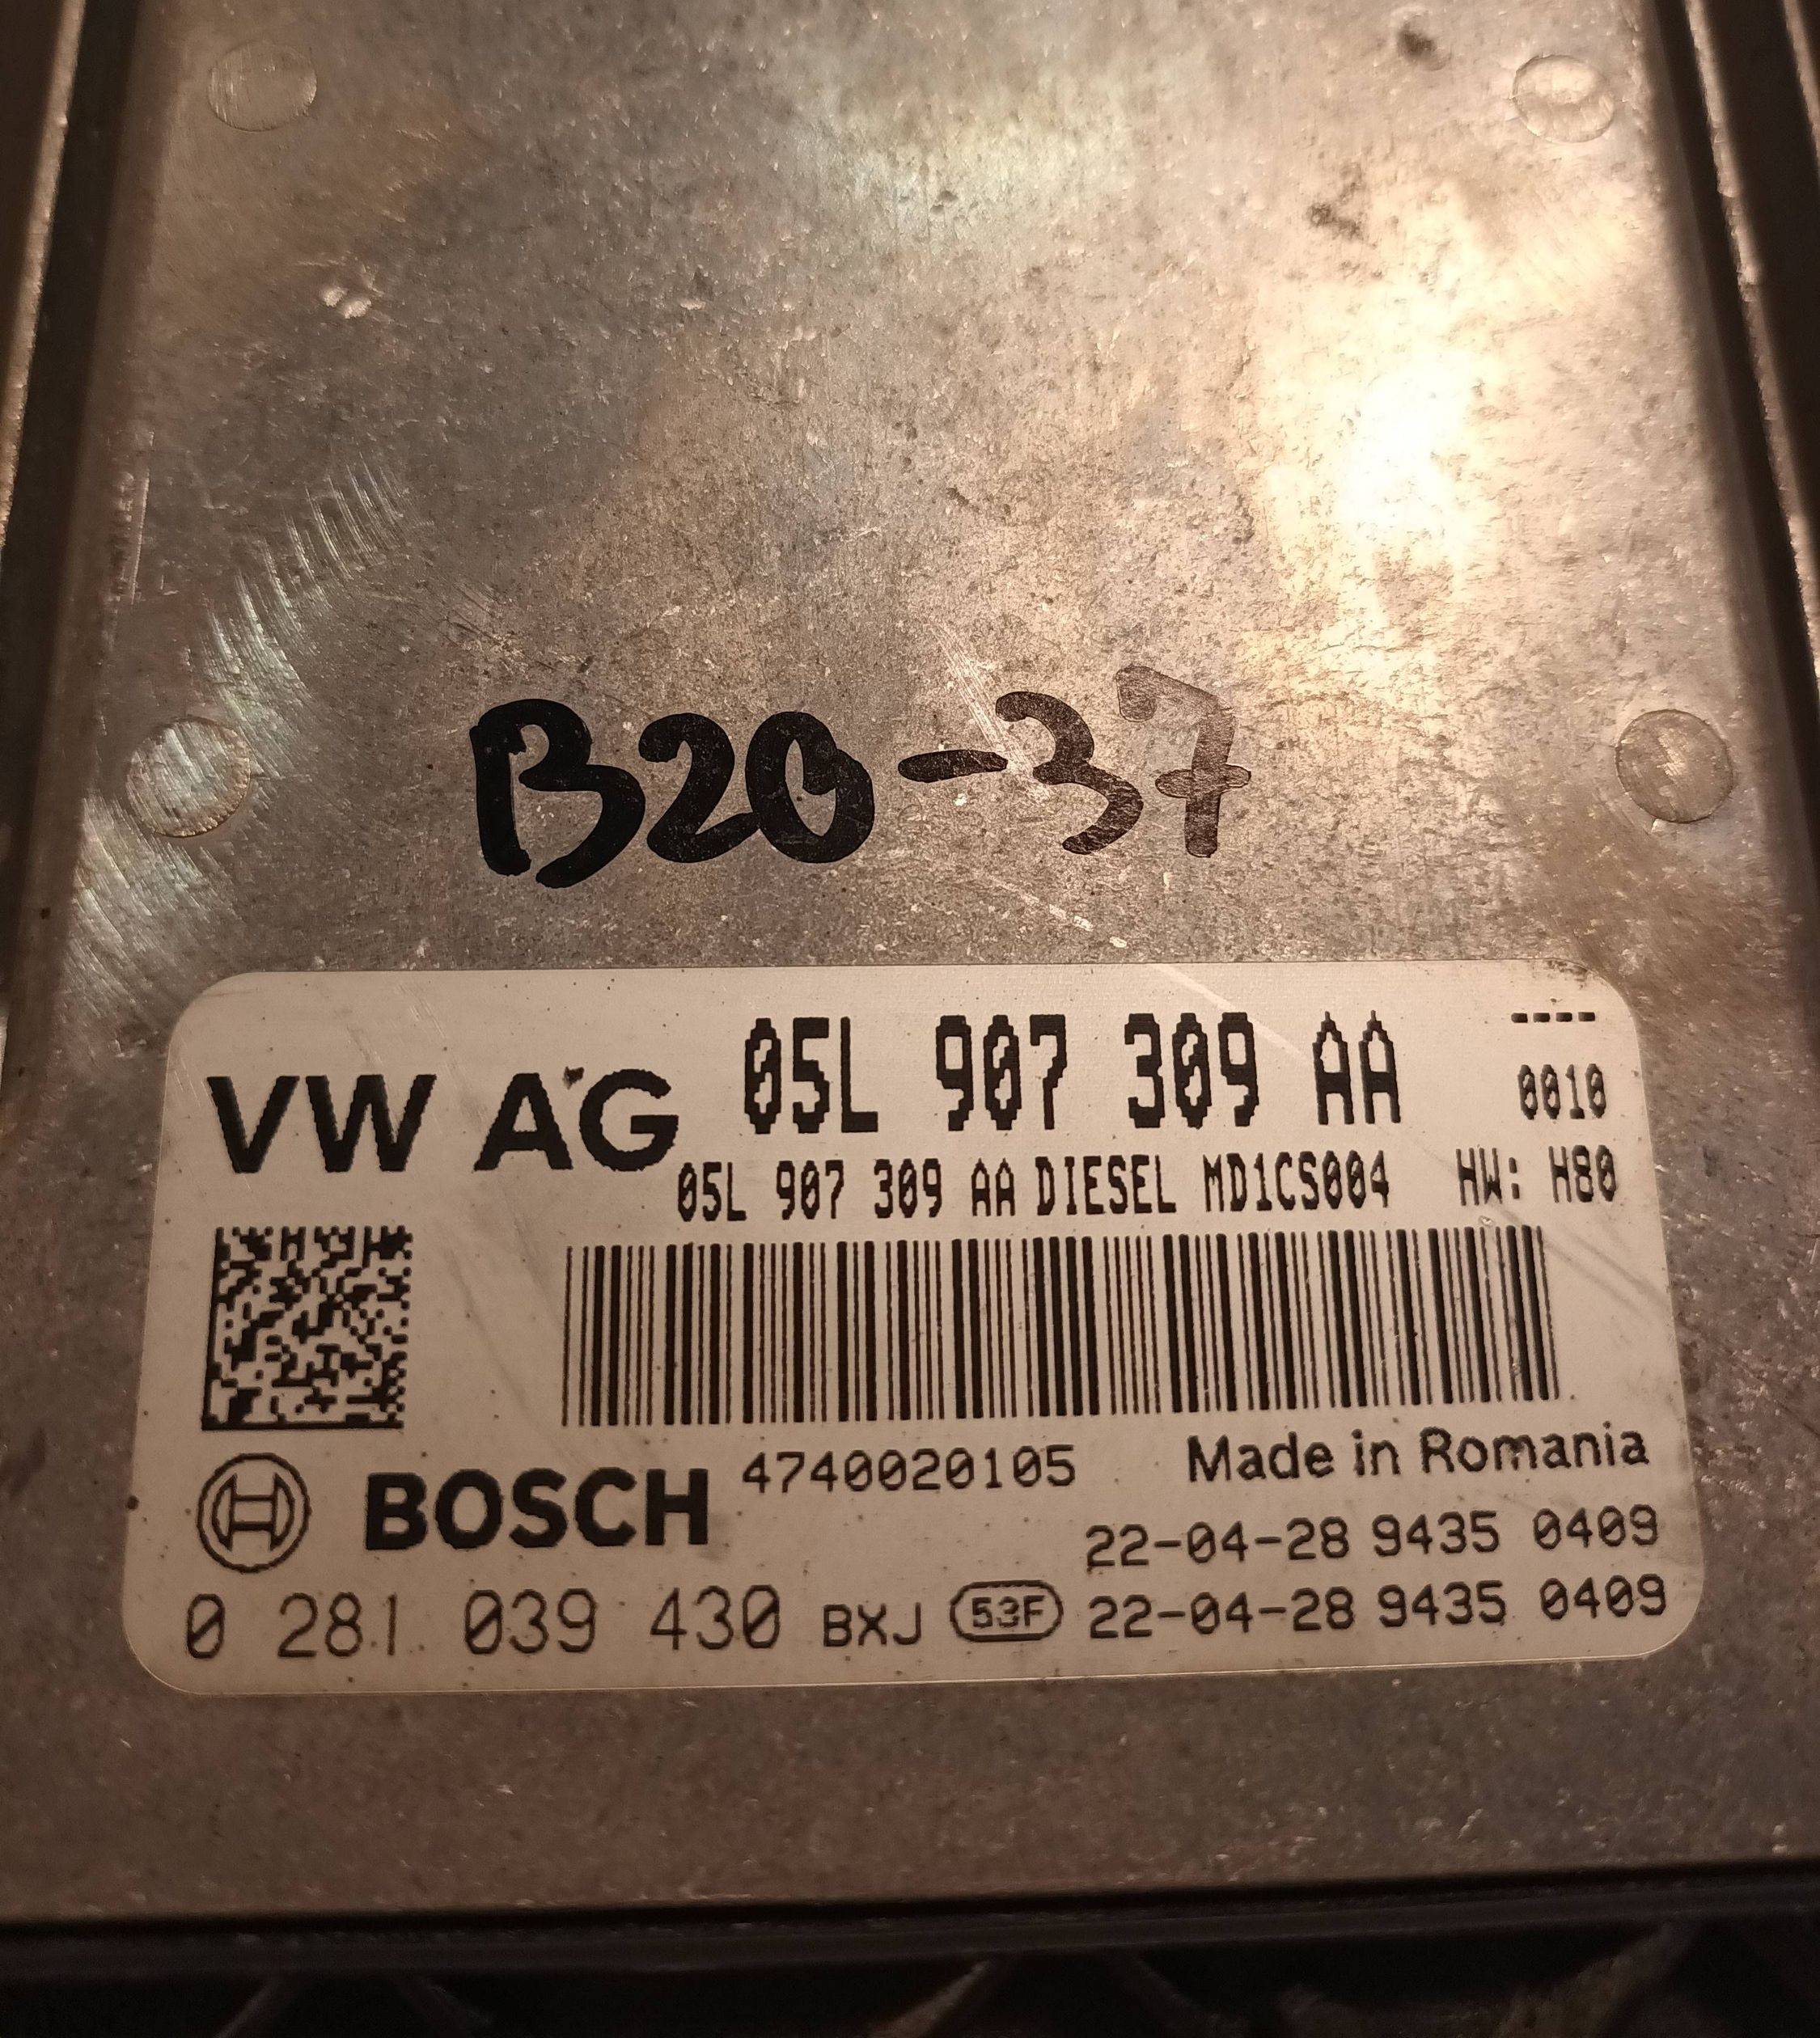 B20-37
VW AG 05L 907 309 AA ----
0010
05L 907 309 AA DIESEL MD1CS004 HW: H80
BOSCH 4740020105 Made in Romania
22-04-28 9435 0409
0 281 039 430 BXJ 53F 22-04-28 9435 0409